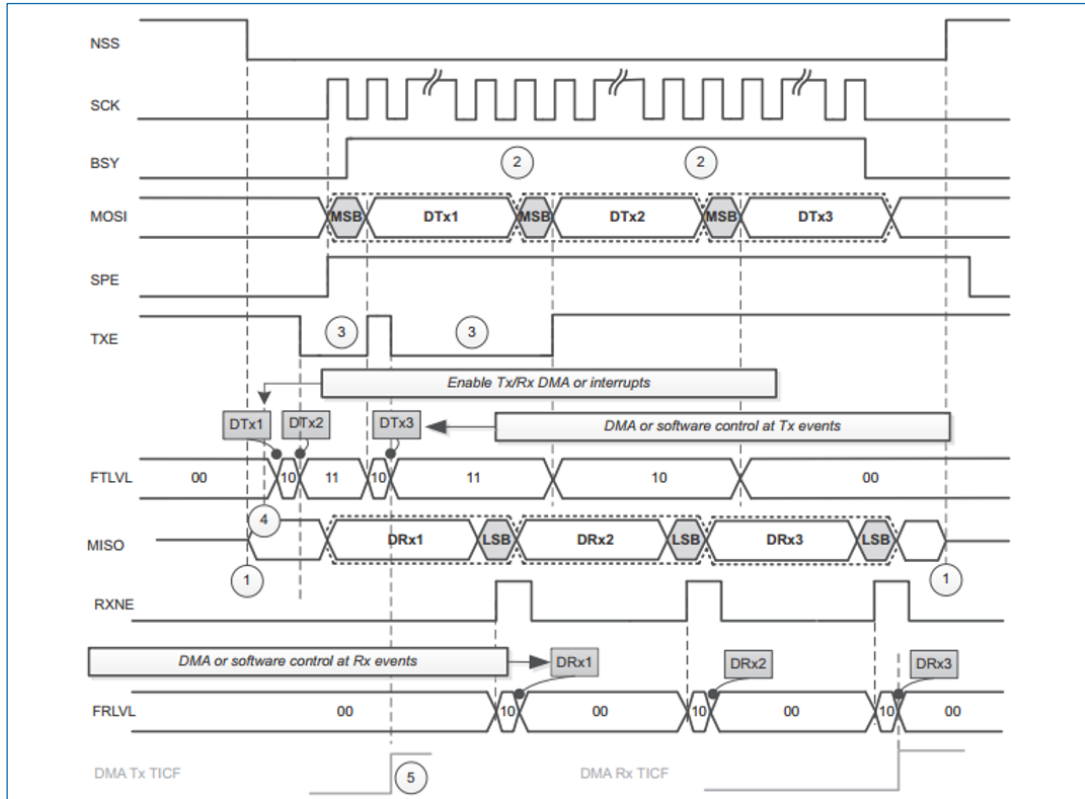 NSS
SCK
BSY
2 2
MOSI MSB DTx1 MSB DTx2 MSB DTx3
SPE
TXE 3 3
Enable Tx/Rx DMA or interrupts
DTx1 DTx2 DTx3 DMA or software control at Tx events
FTLVL 00 10 11 10 11 10 00
4
MISO DRx1 LSB DRx2 LSB DRx3 LSB
1 1
RXNE
DMA or software control at Rx events DRx1 DRx2 DRx3
FRLVL 00 10 00 10 00 10 00
DMA Tx TICF 5 DMA Rx TICF